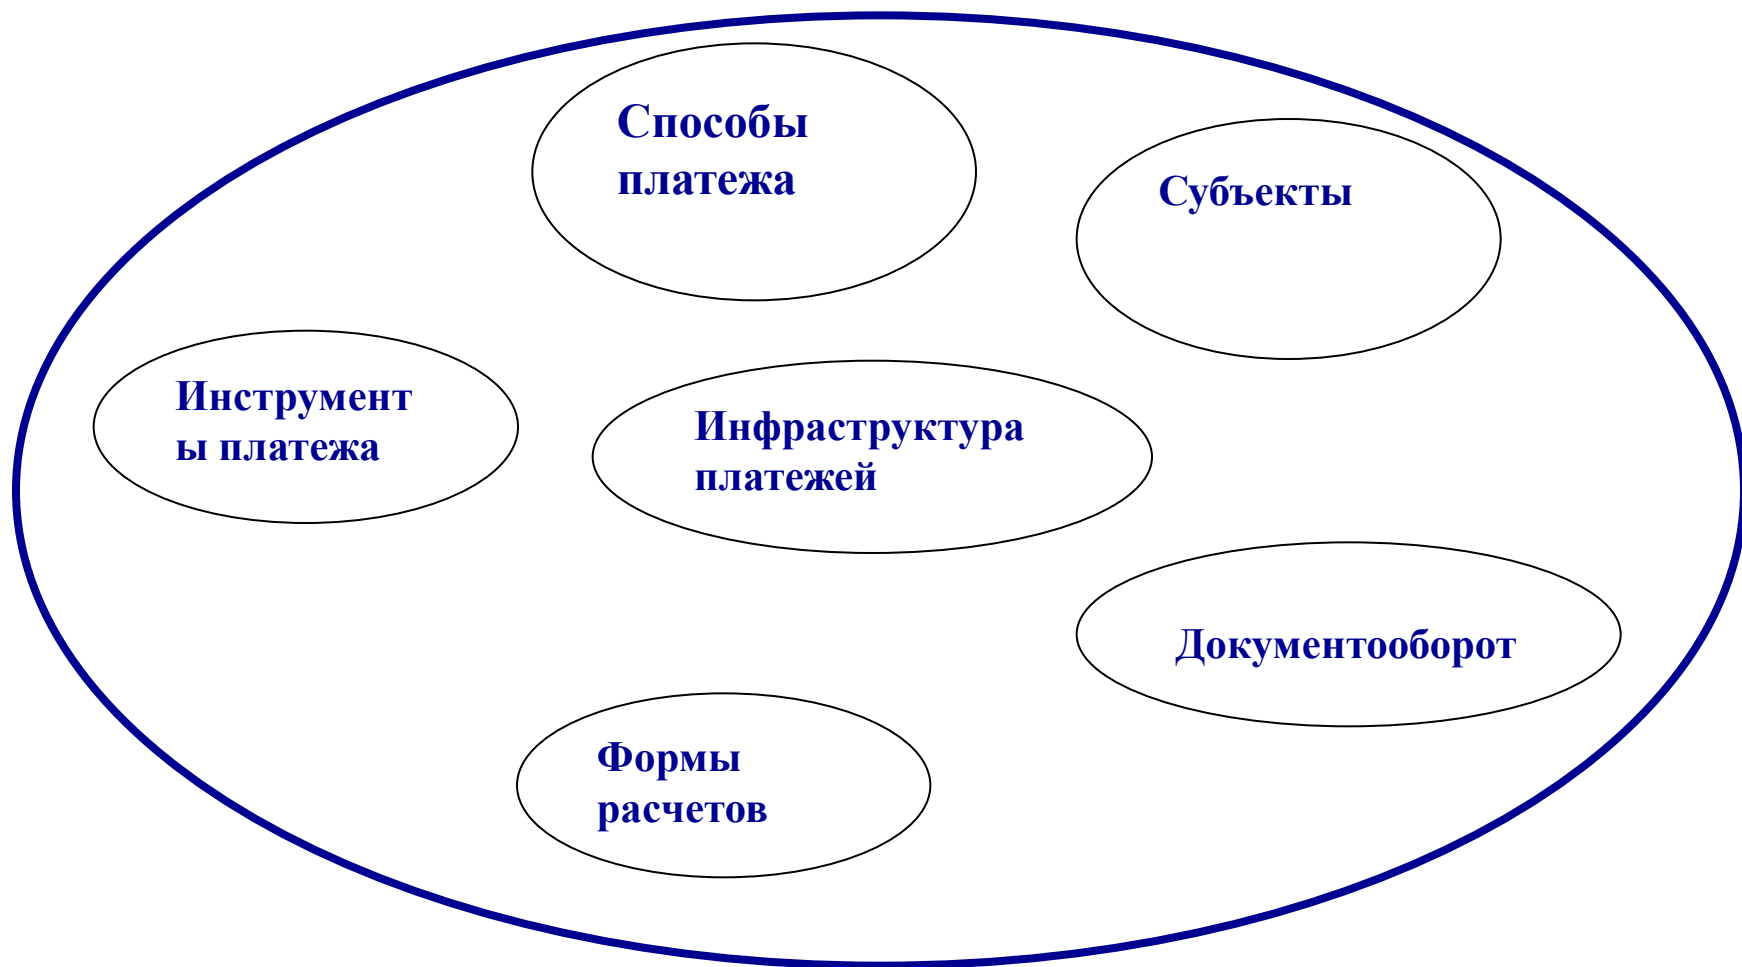 Способы
платежа
Субъекты
Инструмент
ы платежа
Инфраструктура
платежей
Документооборот
Формы
расчетов